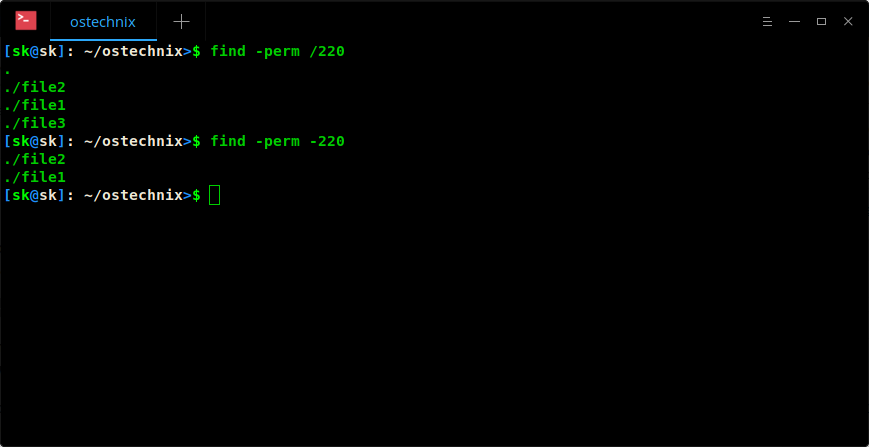 ostechnix
[sk@sk]: ~/ostechnix>$ find -perm /220
.
./file2
./file1
./file3
[sk@sk]: ~/ostechnix>$ find -perm -220
./file2
./file1
[sk@sk]: ~/ostechnix>$